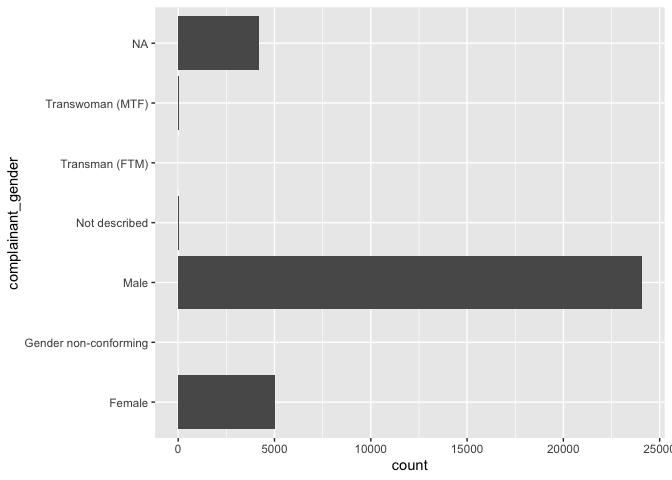 NA
Transwoman (MTF)
Transman (FTM)
Not described
Male
Gender non-conforming
Female
complainant_gender
0 5000 10000 15000 20000 25000
count